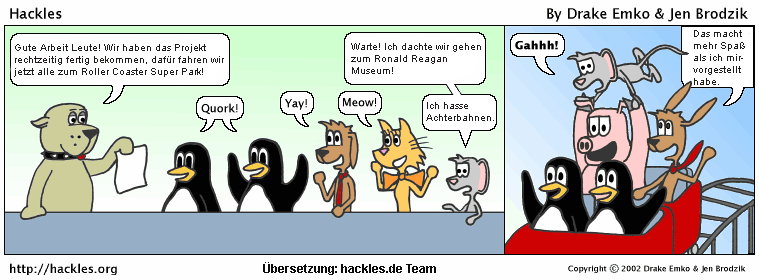 Hackles
By Drake Emko & Jen Brodzik
Gute Arbeit Leute! Wir haben das Projekt
rechtzeitig fertig bekommen, dafür fahren wir
jetzt alle zum Roller Coaster Super Park!
Quork!
Yay!
Meow!
Warte! Ich dachte wir gehen
zum Ronald Reagan
Museum!
Ich hasse
Achterbahnen.
Gahhh!
Das macht
mehr Spaß
als ich mir-
vorgestellt
habe.
http://hackles.org
Übersetzung: hackles.de Team
Copyright © 2002 Drake Emko & Jen Brodzik